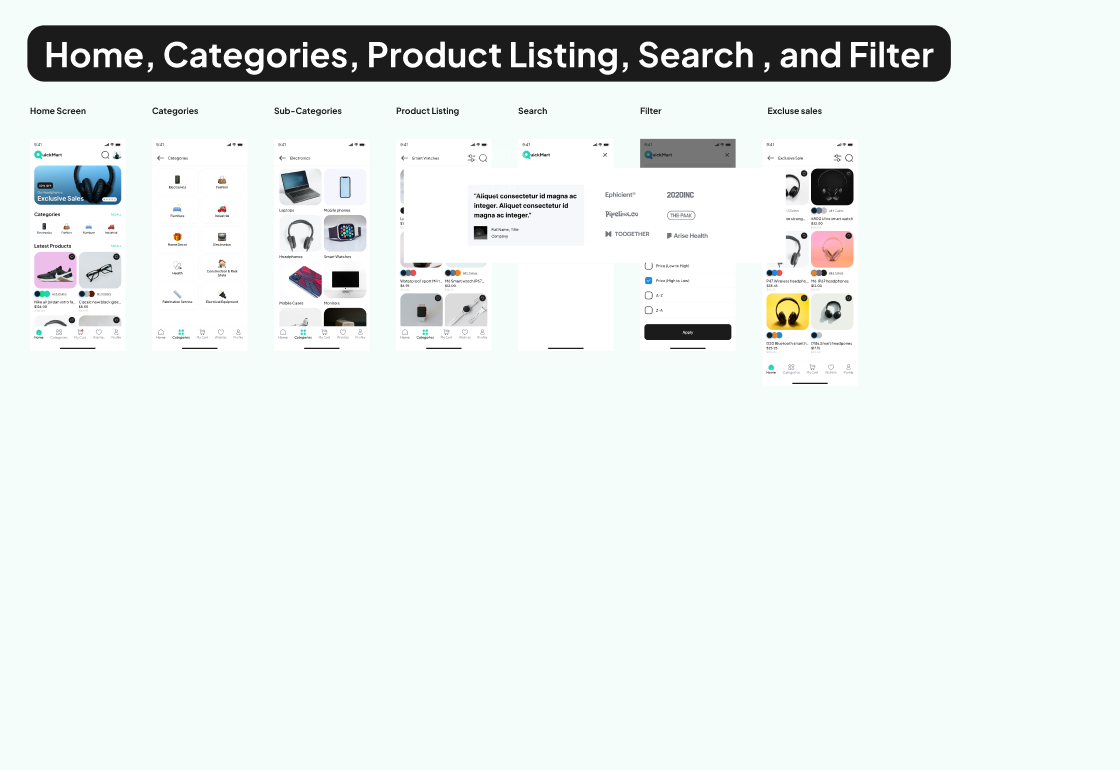 Home, Categories, Product Listing, Search , and Filter
Home Screen
Categories
Sub-Categories
Product Listing
Search
Filter
Excluse sales
9:41
QuickMart
Exclusive Sales
Categories
Latest Products
Home
Categories
My Cart
Wishlist
Profile
9:41
Categories
Electronics
Fashion
Furniture
Industrial
Home Decor
Electronics
Health
Construction & Real
Estate
Fabrication Service
Electrical Equipment
Home
Categories
My Cart
Wishlist
Profile
9:41
Electronics
Laptops
Mobile phones
Headphones
Smart Watches
Mobile Cases
Monitors
Home
Categories
My Cart
Wishlist
Profile
9:41
Smart Watches
Home
Categories
My Cart
Wishlist
Profile
9:41
QuickMart
"Aliquet consectetur id magna ac
integer. Aliquet consectetur id
magna ac integer."
Full Name, Title
Company
Ephicient®
2020INC
Pipelinx.co
THE-PAAK
TOOGETHER
Arise Health
9:41
QuickMart
Price (Low to High)
Price (High to Low)
A-Z
Z-A
Apply
9:41
Exclusive Sale
Home
Categories
My Cart
Wishlist
Profile